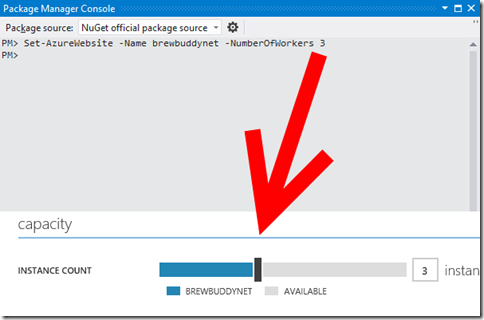 Package Manager Console
Package source: NuGet official package source
PM> Set-AzureWebsite -Name brewbuddynet -NumberOfWorkers 3
PM>
capacity
INSTANCE COUNT 3 instan
BREWBUDDYNET AVAILABLE